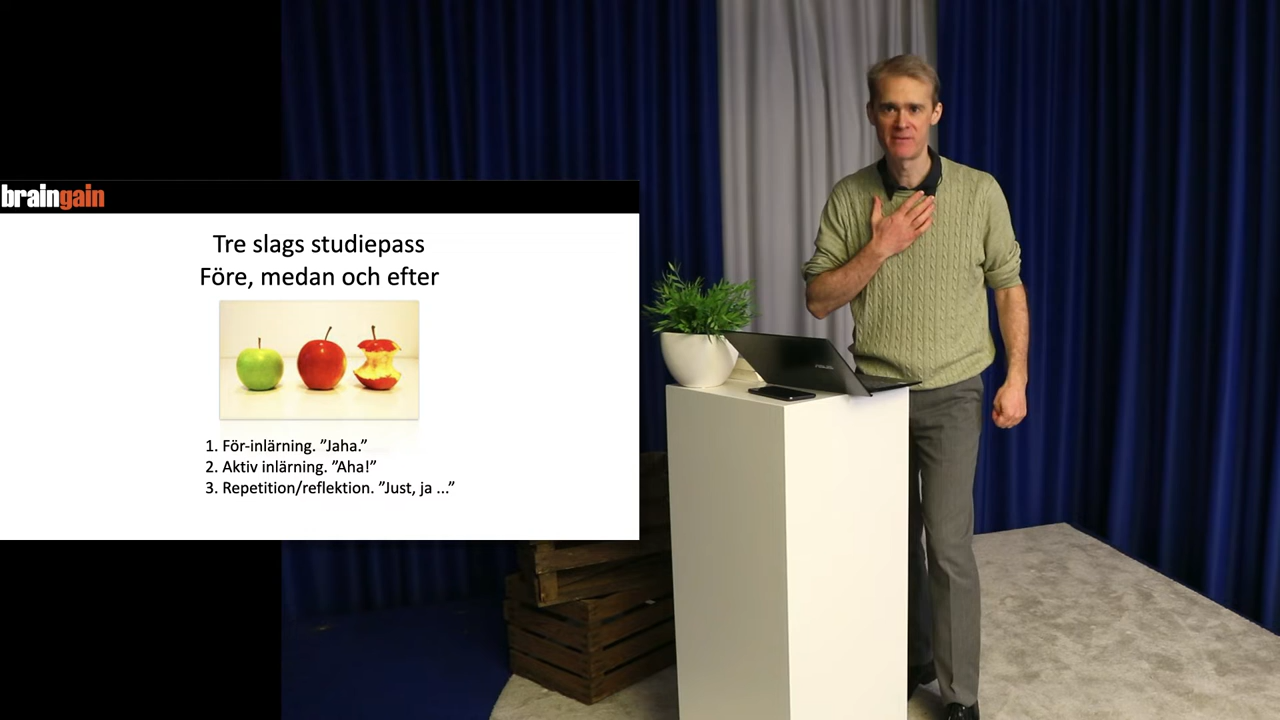 braingain
Tre slags studiepass
Före, medan och efter
1. För-inlärning. ”Jaha.”
2. Aktiv inlärning. ”Aha!”
3. Repetition/reflektion. ”Just, ja ...”